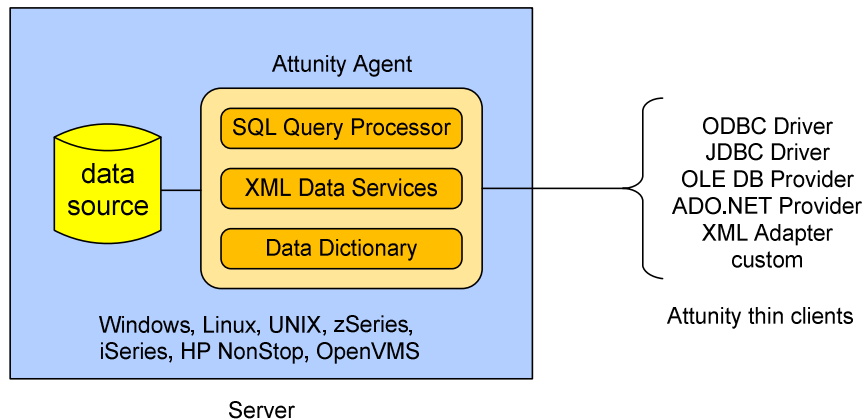 Attunity Agent
SQL Query Processor
XML Data Services
Data Dictionary
data
source
Windows, Linux, UNIX, zSeries,
iSeries, HP NonStop, OpenVMS
Server
ODBC Driver
JDBC Driver
OLE DB Provider
ADO.NET Provider
XML Adapter
custom
Attunity thin clients